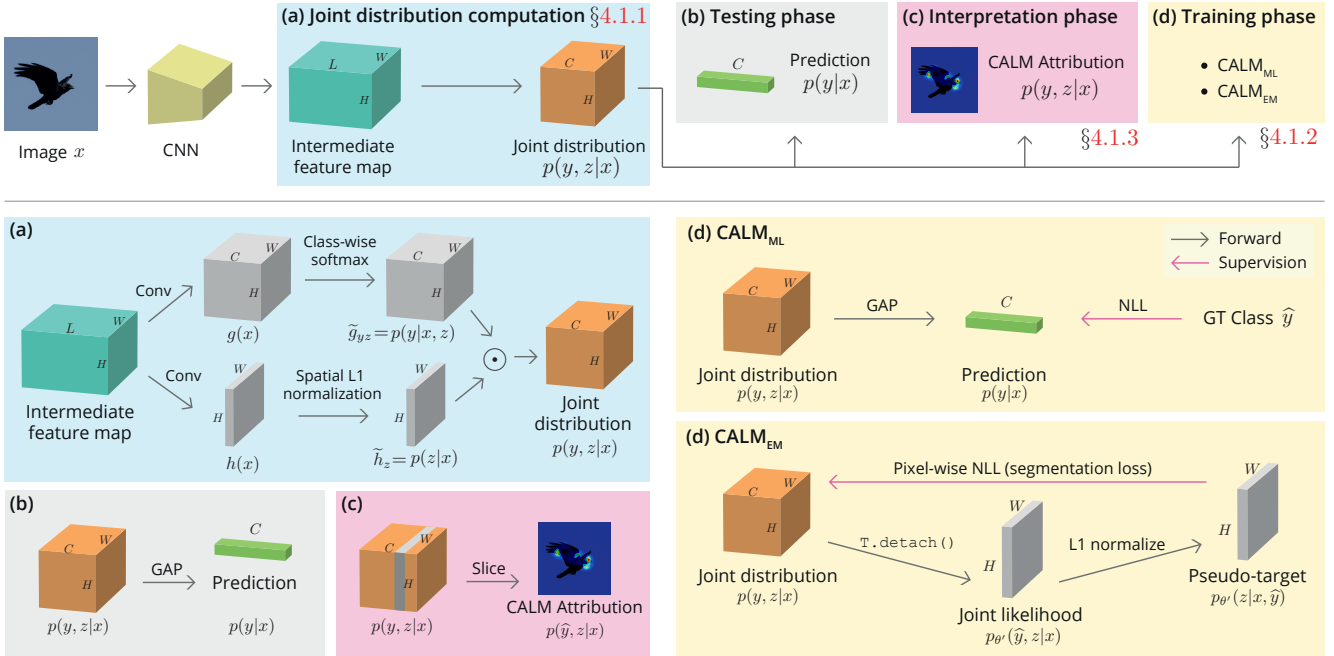 (a) Joint distribution computation §4.1.1
L
W
H
C
W
H
Image x
CNN
Intermediate
feature map
Joint distribution
p(y, z|x)
(b) Testing phase
C
Prediction
p(y|x)
(c) Interpretation phase
CALM Attribution
p(y, z|x)
§4.1.3
(d) Training phase
• CALM_ML
• CALM_EM
§4.1.2
(a)
L
W
H
Intermediate
feature map
Conv
C
W
H
g(x)
Class-wise
softmax
C
W
H
g̃_yz = p(y|x, z)
Conv
W
H
h(x)
Spatial L1
normalization
W
H
h̃_z = p(z|x)
⊙
C
W
H
Joint
distribution
p(y, z|x)
(b)
C
W
H
p(y, z|x)
GAP
C
Prediction
p(y|x)
(c)
C
W
H
p(y, z|x)
Slice
CALM Attribution
p(ŷ, z|x)
(d) CALM_ML
Forward
Supervision
C
W
H
Joint distribution
p(y, z|x)
GAP
C
Prediction
p(y|x)
NLL
GT Class ŷ
(d) CALM_EM
Pixel-wise NLL (segmentation loss)
C
W
H
Joint distribution
p(y, z|x)
T.detach()
W
H
Joint likelihood
p_θ′(ŷ, z|x)
L1 normalize
W
H
Pseudo-target
p_θ′(z|x, ŷ)